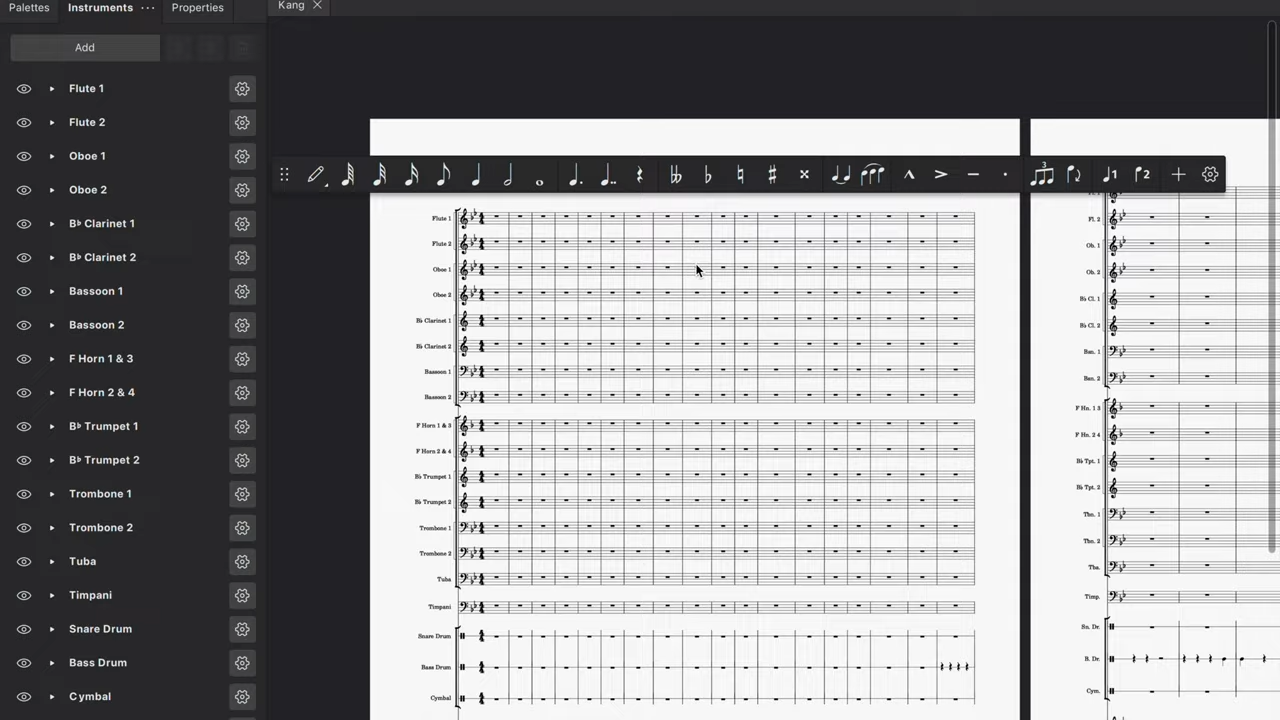 Palettes Instruments ··· Properties
Kang
Add
Flute 1
Flute 2
Oboe 1
Oboe 2
B♭ Clarinet 1
B♭ Clarinet 2
Bassoon 1
Bassoon 2
F Horn 1 & 3
F Horn 2 & 4
B♭ Trumpet 1
B♭ Trumpet 2
Trombone 1
Trombone 2
Tuba
Timpani
Snare Drum
Bass Drum
Cymbal
3
1
2
Flute 1
Flute 2
Oboe 1
Oboe 2
B♭ Clarinet 1
B♭ Clarinet 2
Bassoon 1
Bassoon 2
F Horn 1 & 3
F Horn 2 & 4
B♭ Trumpet 1
B♭ Trumpet 2
Trombone 1
Trombone 2
Tuba
Timpani
Snare Drum
Bass Drum
Cymbal
Fl. 2
Ob. 1
Ob. 2
B♭ Cl. 1
B♭ Cl. 2
Bsn. 1
Bsn. 2
F Hn. 1 3
F Hn. 2 4
B♭ Tpt. 1
B♭ Tpt. 2
Tbn. 1
Tbn. 2
Tba.
Timp.
Sn. Dr.
B. Dr.
Cym.